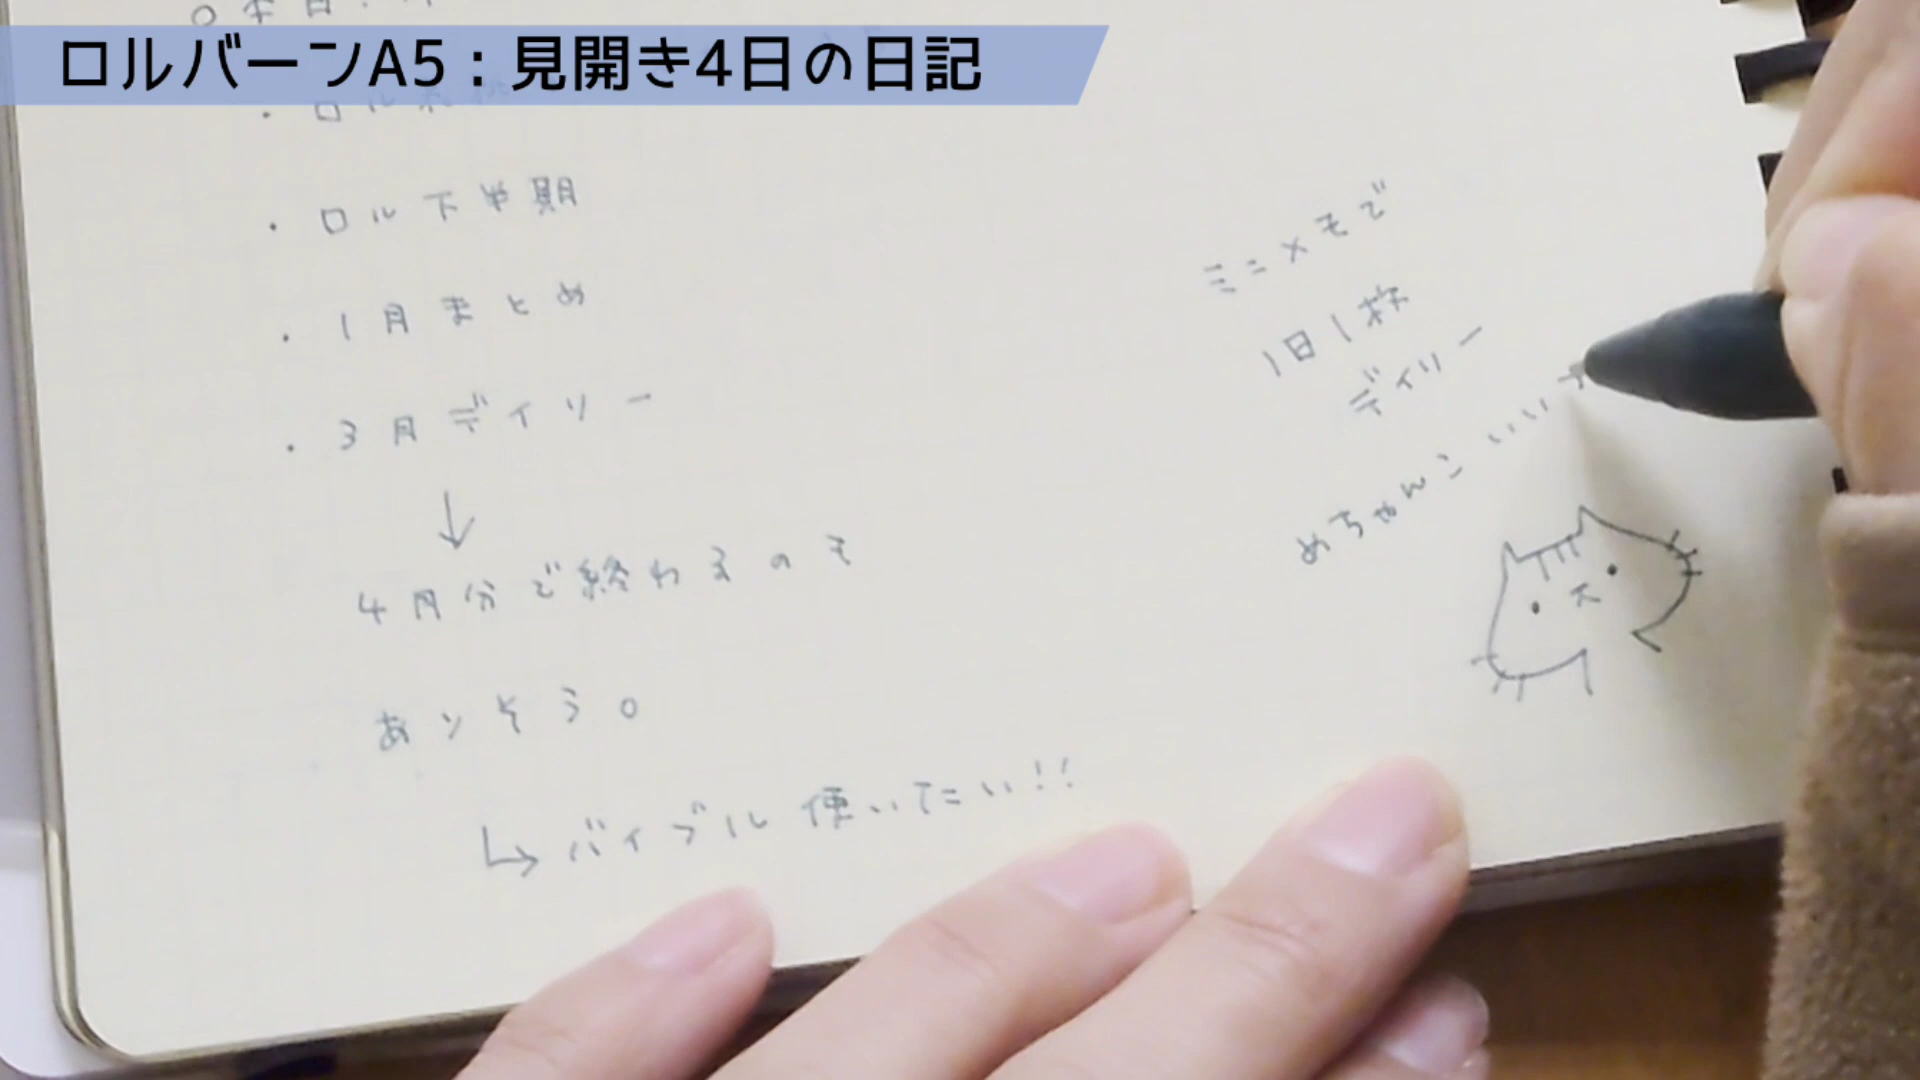 ロルバーンA5：見開き4日の日記
・ロル下半期
・1月まとめ
・3月デイリー
↓
4月分で終わるのも
ありそう。
↳バイブル使いたい!!
ミニメモで
1日1枚
デイリー
めちゃんこいい